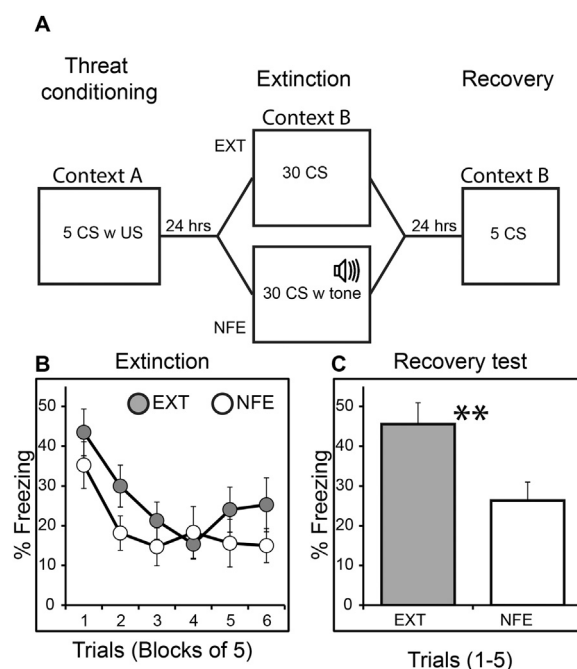 A
Threat conditioning
Extinction
Recovery
Context A
5 CS w US
24 hrs
EXT
Context B
30 CS
30 CS w tone
NFE
24 hrs
Context B
5 CS
B
Extinction
EXT
NFE
% Freezing
50
40
30
20
10
0
1 2 3 4 5 6
Trials (Blocks of 5)
C
Recovery test
**
% Freezing
50
40
30
20
10
0
EXT NFE
Trials (1-5)